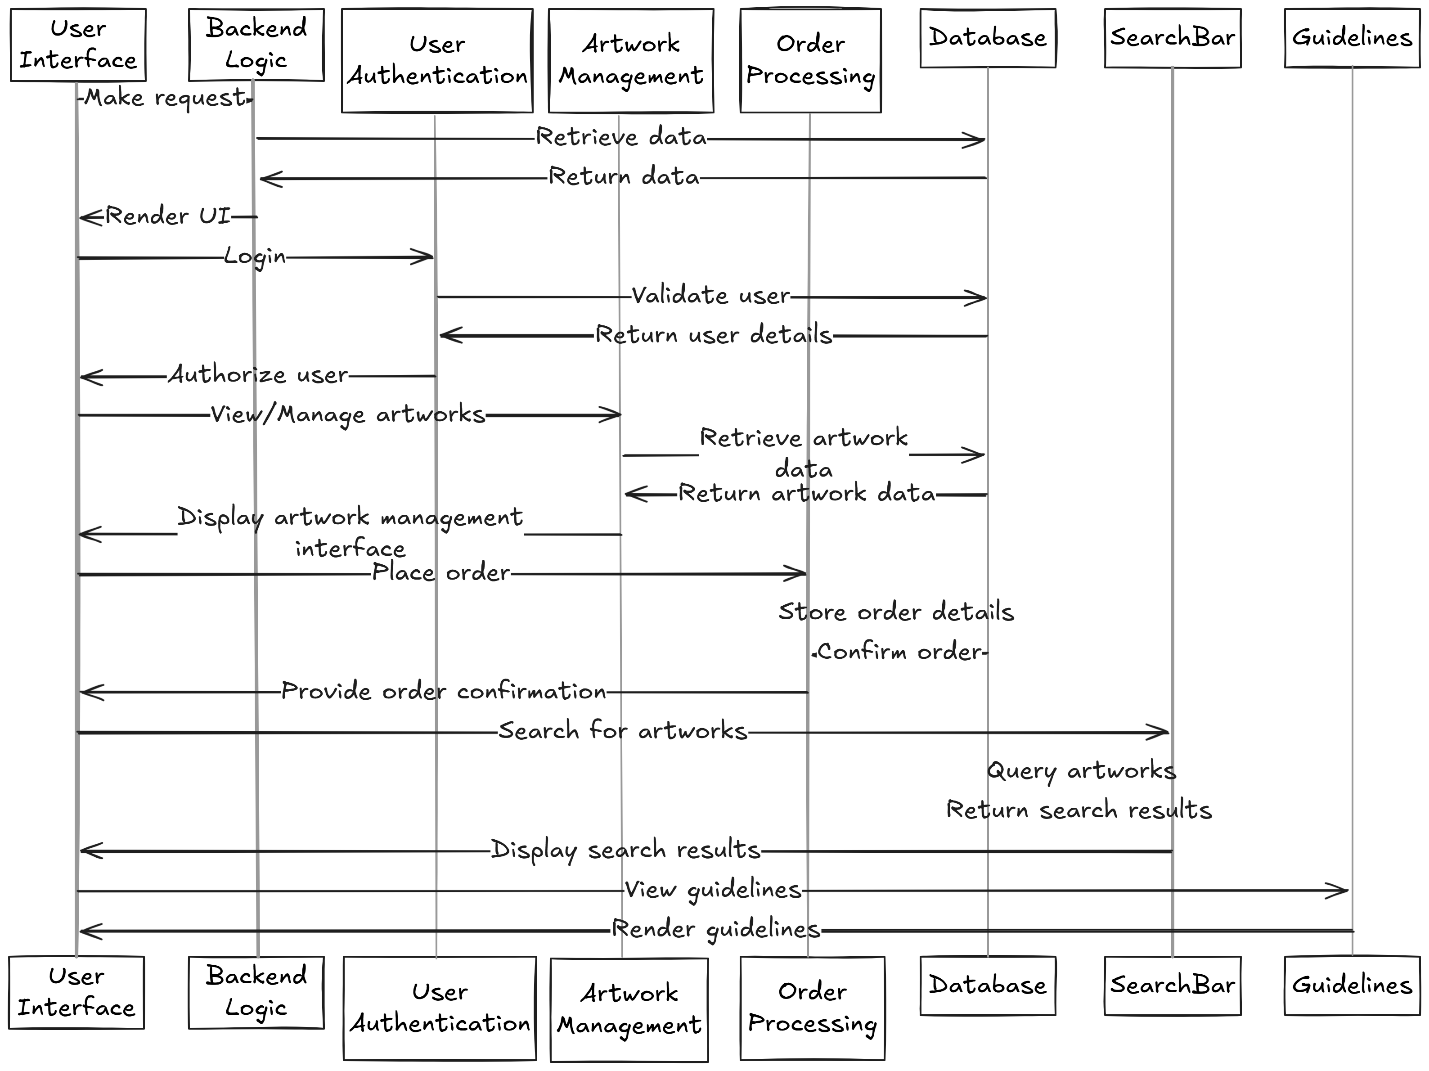 User
Interface
Backend
Logic
User
Authentication
Artwork
Management
Order
Processing
Database
SearchBar
Guidelines
Make request
Retrieve data
Return data
Render UI
Login
Validate user
Return user details
Authorize user
View/Manage artworks
Retrieve artwork
data
Return artwork data
Display artwork management
interface
Place order
Store order details
Confirm order
Provide order confirmation
Search for artworks
Query artworks
Return search results
Display search results
View guidelines
Render guidelines
User
Interface
Backend
Logic
User
Authentication
Artwork
Management
Order
Processing
Database
SearchBar
Guidelines